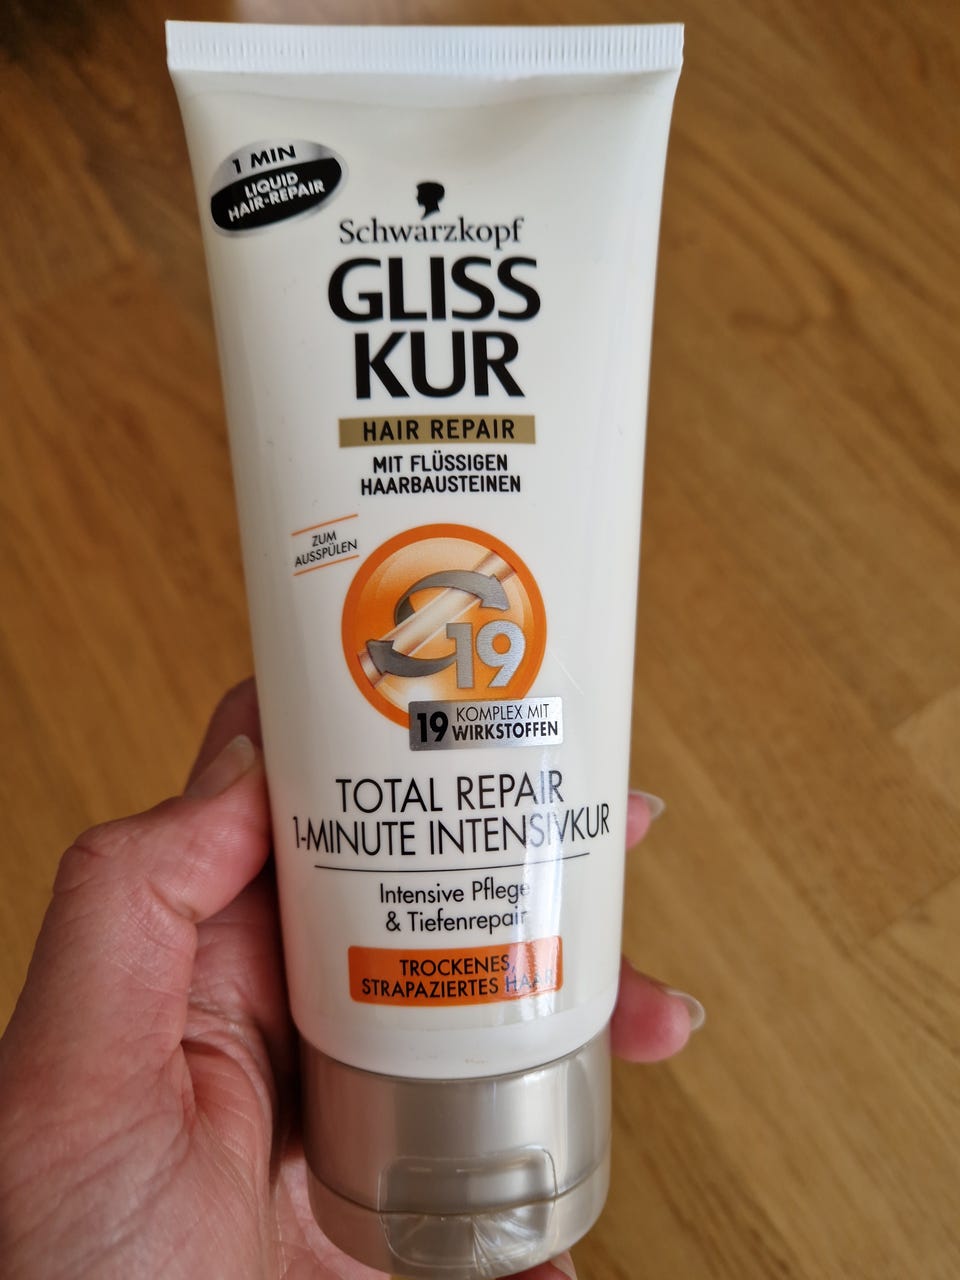 1 MIN
LIQUID
HAIR-REPAIR
Schwarzkopf
GLISS
KUR
HAIR REPAIR
MIT FLÜSSIGEN
HAARBAUSTEINEN
ZUM
AUSSPÜLEN
19
19 KOMPLEX MIT
WIRKSTOFFEN
TOTAL REPAIR
1-MINUTE INTENSIVKUR
Intensive Pflege
& Tiefenrepair
TROCKENES,
STRAPAZIERTES HAAR